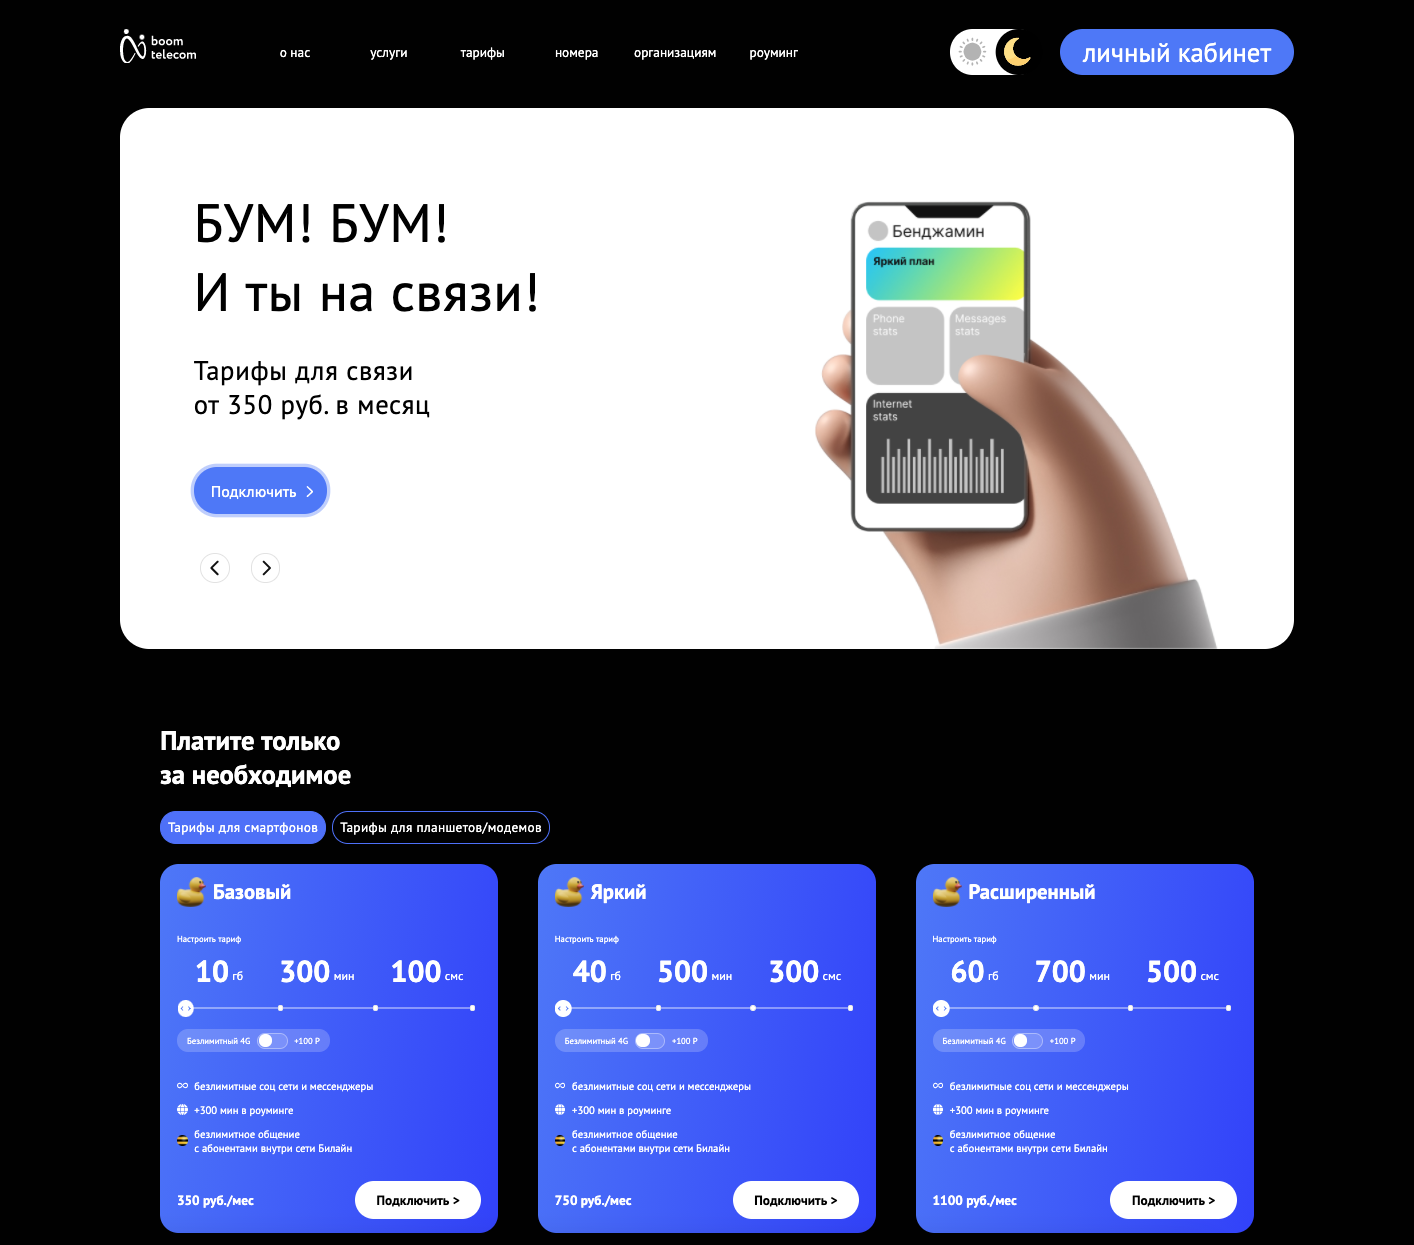 boom
telecom
о нас
услуги
тарифы
номера
организациям
роуминг
личный кабинет
БУМ! БУМ!
И ты на связи!
Тарифы для связи
от 350 руб. в месяц
Подключить
Бенджамин
Яркий план
Phone
stats
Messages
stats
Internet
stats
Платите только
за необходимое
Тарифы для смартфонов
Тарифы для планшетов/модемов
Базовый
Настроить тариф
10 гб 300 мин 100 смс
Безлимитный 4G +100 Р
безлимитные соц сети и мессенджеры
+300 мин в роуминге
безлимитное общение
с абонентами внутри сети Билайн
350 руб./мес
Подключить >
Яркий
Настроить тариф
40 гб 500 мин 300 смс
Безлимитный 4G +100 Р
безлимитные соц сети и мессенджеры
+300 мин в роуминге
безлимитное общение
с абонентами внутри сети Билайн
750 руб./мес
Подключить >
Расширенный
Настроить тариф
60 гб 700 мин 500 смс
Безлимитный 4G +100 Р
безлимитные соц сети и мессенджеры
+300 мин в роуминге
безлимитное общение
с абонентами внутри сети Билайн
1100 руб./мес
Подключить >